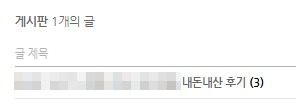 게시판 1개의 글
글 제목
내돈내산 후기 (3)